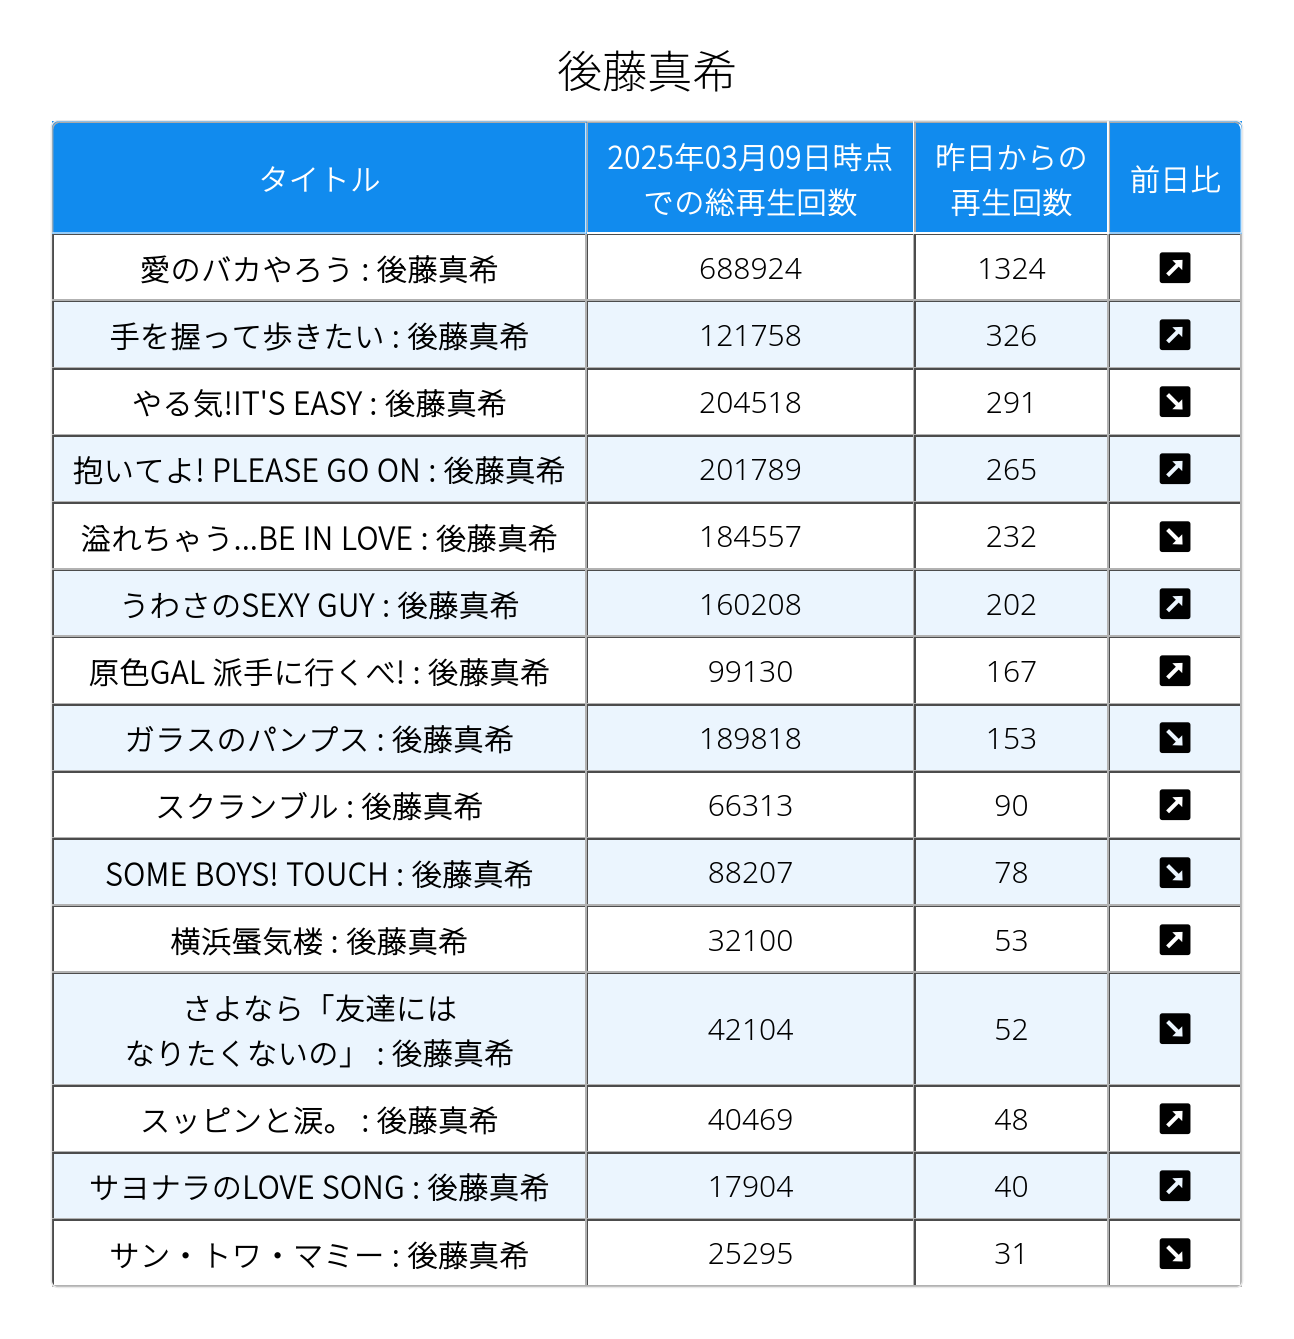 後藤真希
タイトル 2025年03月09日時点での総再生回数 昨日からの再生回数 前日比
愛のバカやろう : 後藤真希 688924 1324 ↗
手を握って歩きたい : 後藤真希 121758 326 ↗
やる気!IT'S EASY : 後藤真希 204518 291 ↘
抱いてよ! PLEASE GO ON : 後藤真希 201789 265 ↗
溢れちゃう...BE IN LOVE : 後藤真希 184557 232 ↘
うわさのSEXY GUY : 後藤真希 160208 202 ↗
原色GAL 派手に行くべ! : 後藤真希 99130 167 ↗
ガラスのパンプス : 後藤真希 189818 153 ↘
スクランブル : 後藤真希 66313 90 ↗
SOME BOYS! TOUCH : 後藤真希 88207 78 ↘
横浜蜃気楼 : 後藤真希 32100 53 ↗
さよなら「友達には
なりたくないの」 : 後藤真希 42104 52 ↘
スッピンと涙。 : 後藤真希 40469 48 ↗
サヨナラのLOVE SONG : 後藤真希 17904 40 ↗
サン・トワ・マミー : 後藤真希 25295 31 ↘